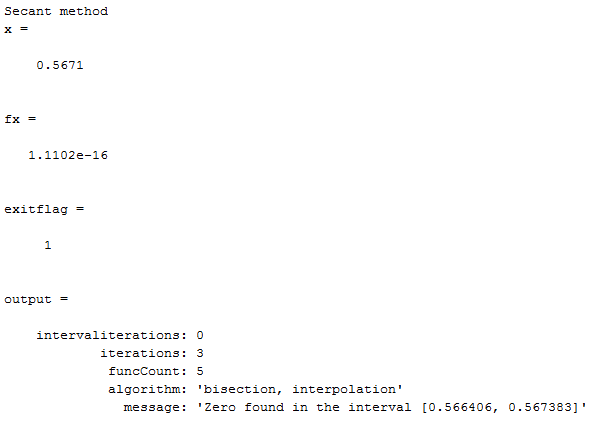 Secant method
x =
0.5671
fx =
1.1102e-16
exitflag =
1
output =
intervaliterations: 0
iterations: 3
funcCount: 5
algorithm: 'bisection, interpolation'
message: 'Zero found in the interval [0.566406, 0.567383]'